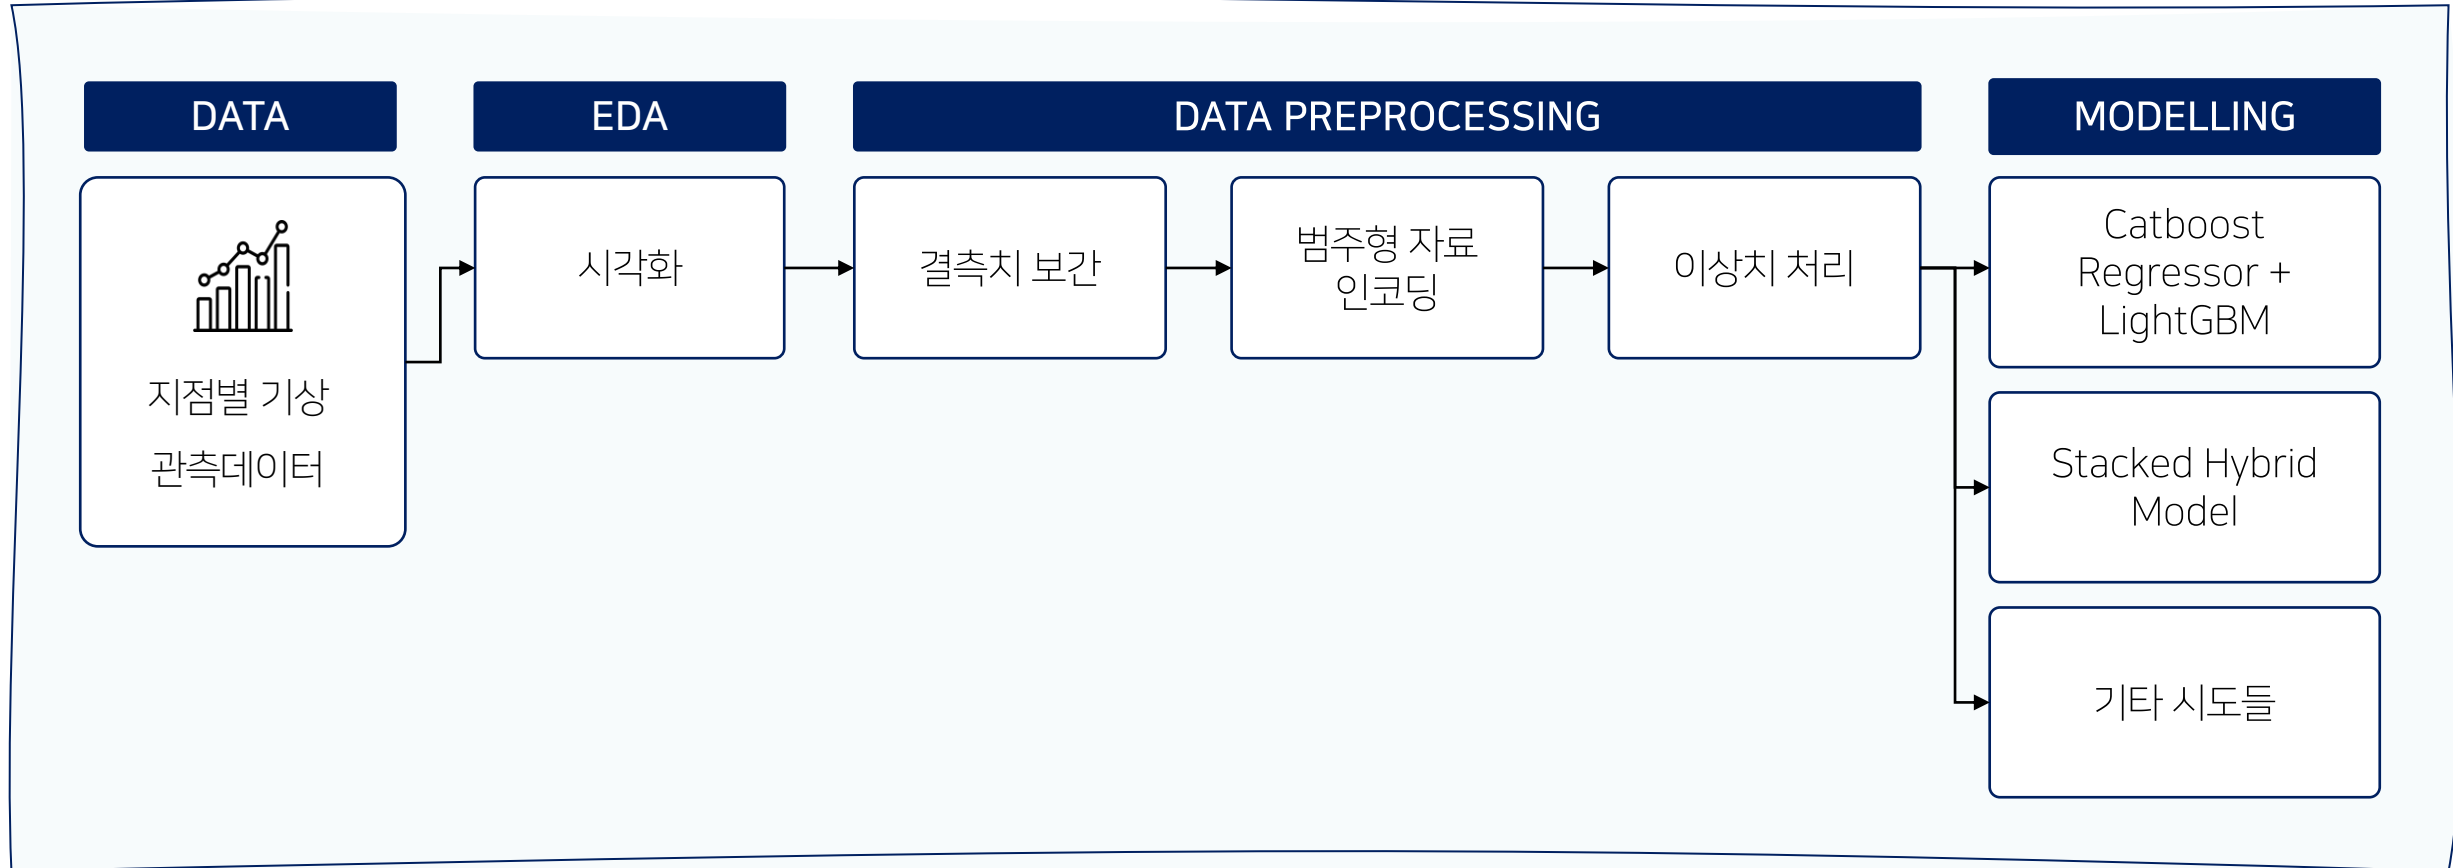 DATA
EDA
DATA PREPROCESSING
MODELLING
지점별 기상
관측데이터
시각화
결측치 보간
범주형 자료
인코딩
이상치 처리
Catboost
Regressor +
LightGBM
Stacked Hybrid
Model
기타 시도들